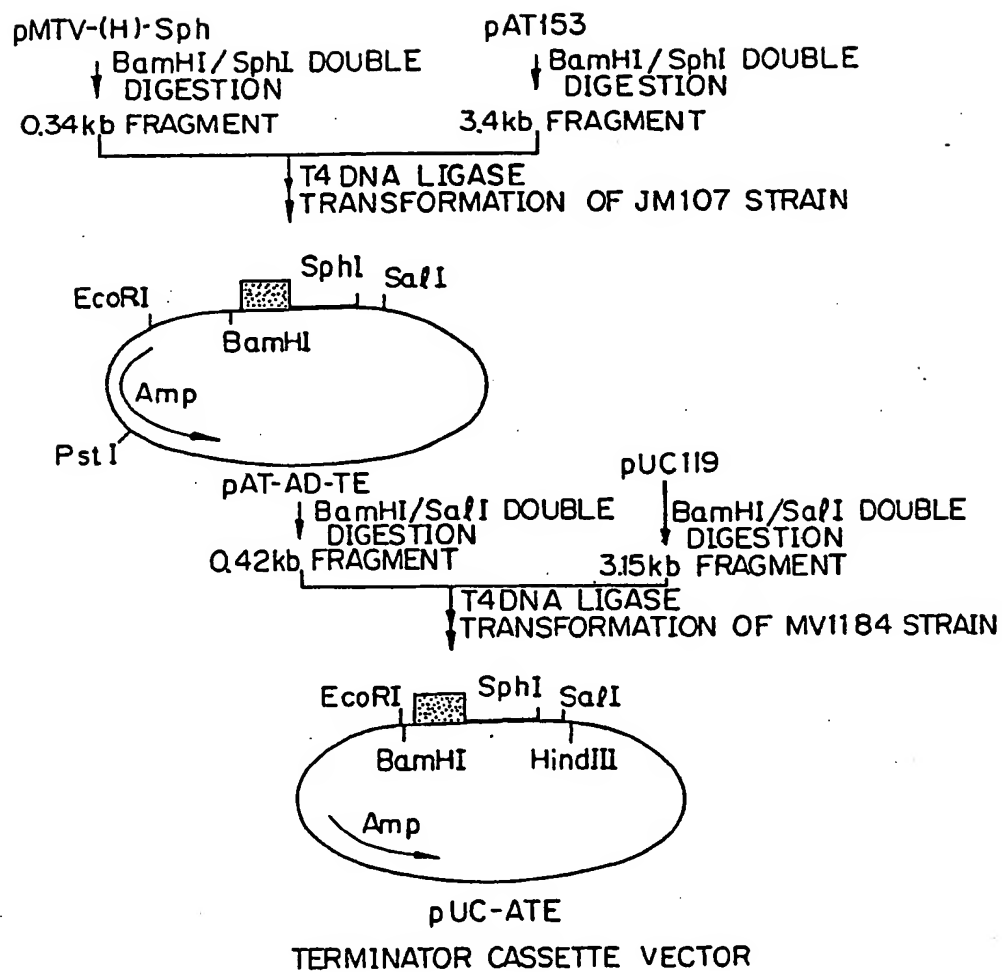 pMTV-(H)-Sph
BamHI/SphI DOUBLE
DIGESTION
0.34kb FRAGMENT
pAT153
BamHI/SphI DOUBLE
DIGESTION
3.4kb FRAGMENT
T4 DNA LIGASE
TRANSFORMATION OF JM107 STRAIN
EcoRI
BamHI
SphI
SalI
Amp
PstI
pAT-AD-TE
BamHI/SalI DOUBLE
DIGESTION
0.42kb FRAGMENT
pUC119
BamHI/SalI DOUBLE
DIGESTION
3.15kb FRAGMENT
T4 DNA LIGASE
TRANSFORMATION OF MV1184 STRAIN
EcoRI
BamHI
SphI
SalI
HindIII
Amp
pUC-ATE
TERMINATOR CASSETTE VECTOR